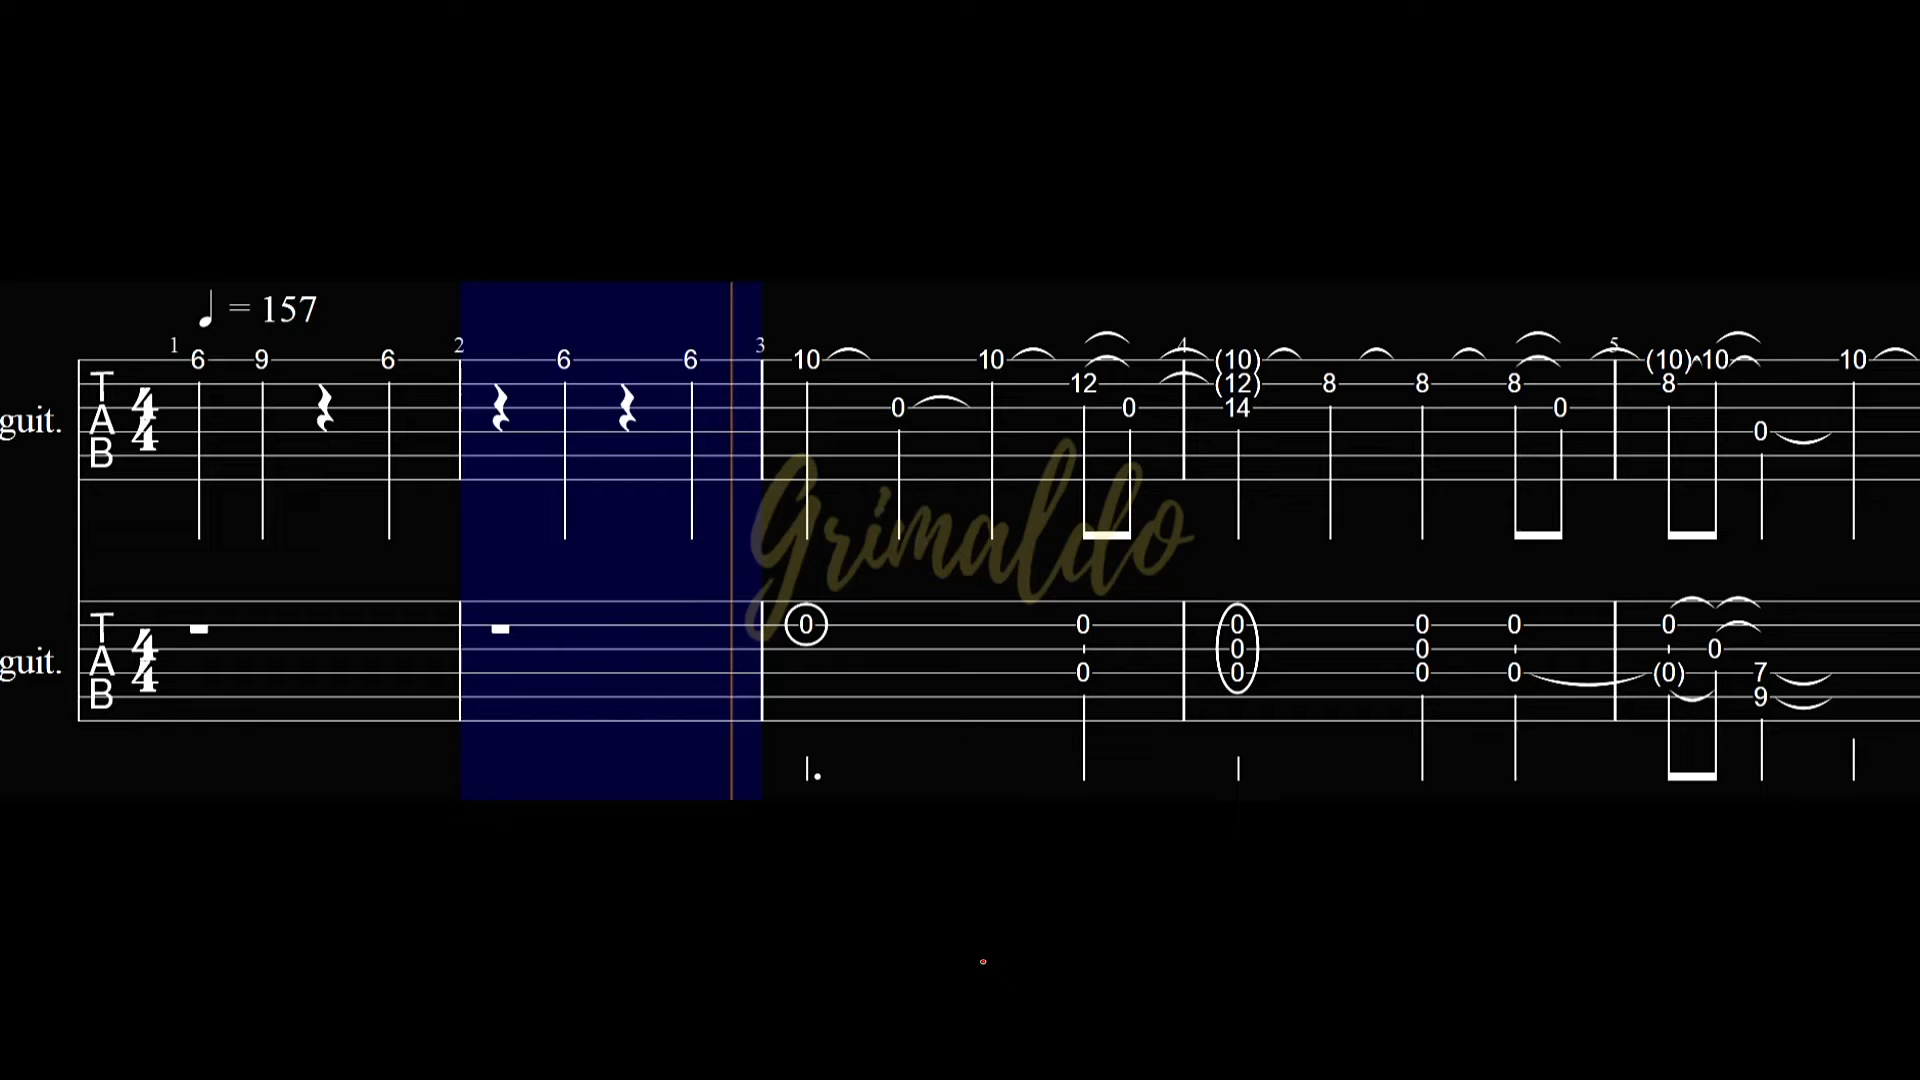 = 157
1 2 3 4 5
6 9 6 6 6 10 0 10 12 0 (10) (12) 14 8 8 8 0 (10) 8 10 0 10
guit. TAB 4/4
Grimaldo
0 0 0 0 0 0 0 0 0 0 0 0 (0) 0 7 9
guit. TAB 4/4